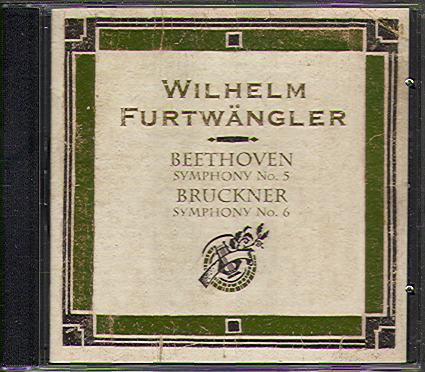 WILHELM
FURTWÄNGLER
BEETHOVEN
SYMPHONY No. 5
BRUCKNER
SYMPHONY No. 6